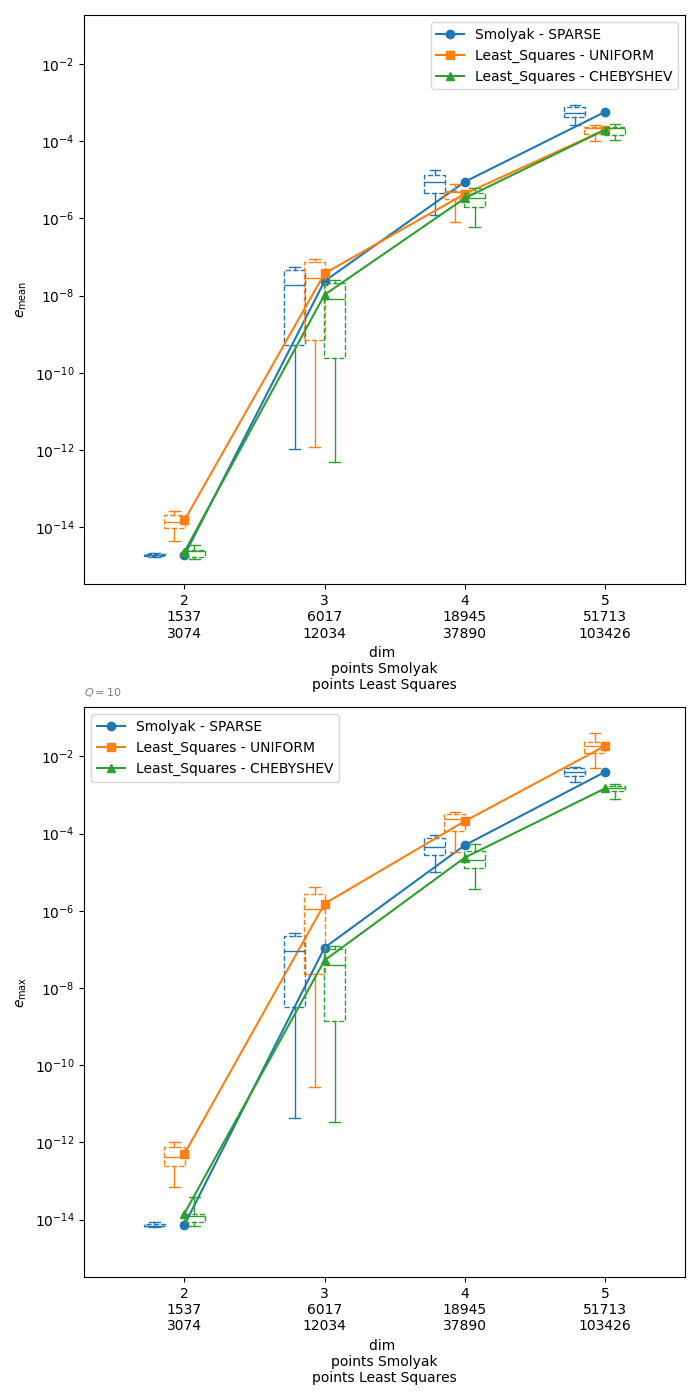 Smolyak - SPARSE
Least_Squares - UNIFORM
Least_Squares - CHEBYSHEV
10⁻²
10⁻⁴
10⁻⁶
10⁻⁸
10⁻¹⁰
10⁻¹²
10⁻¹⁴
e_mean
2 3 4 5
1537 6017 18945 51713
3074 12034 37890 103426
dim
points Smolyak
points Least Squares
Q = 10
Smolyak - SPARSE
Least_Squares - UNIFORM
Least_Squares - CHEBYSHEV
10⁻²
10⁻⁴
10⁻⁶
10⁻⁸
10⁻¹⁰
10⁻¹²
10⁻¹⁴
e_max
2 3 4 5
1537 6017 18945 51713
3074 12034 37890 103426
dim
points Smolyak
points Least Squares